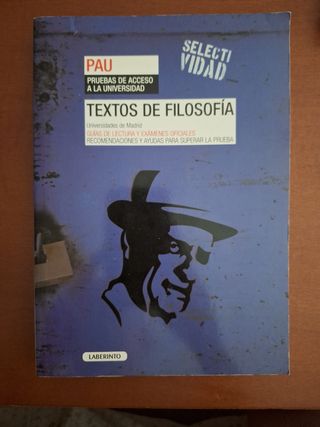 SELECTI
VIDAD
PAU
PRUEBAS DE ACCESO
A LA UNIVERSIDAD
TEXTOS DE FILOSOFÍA
Universidades de Madrid
GUÍAS DE LECTURA Y EXÁMENES OFICIALES
RECOMENDACIONES Y AYUDAS PARA SUPERAR LA PRUEBA
LABERINTO